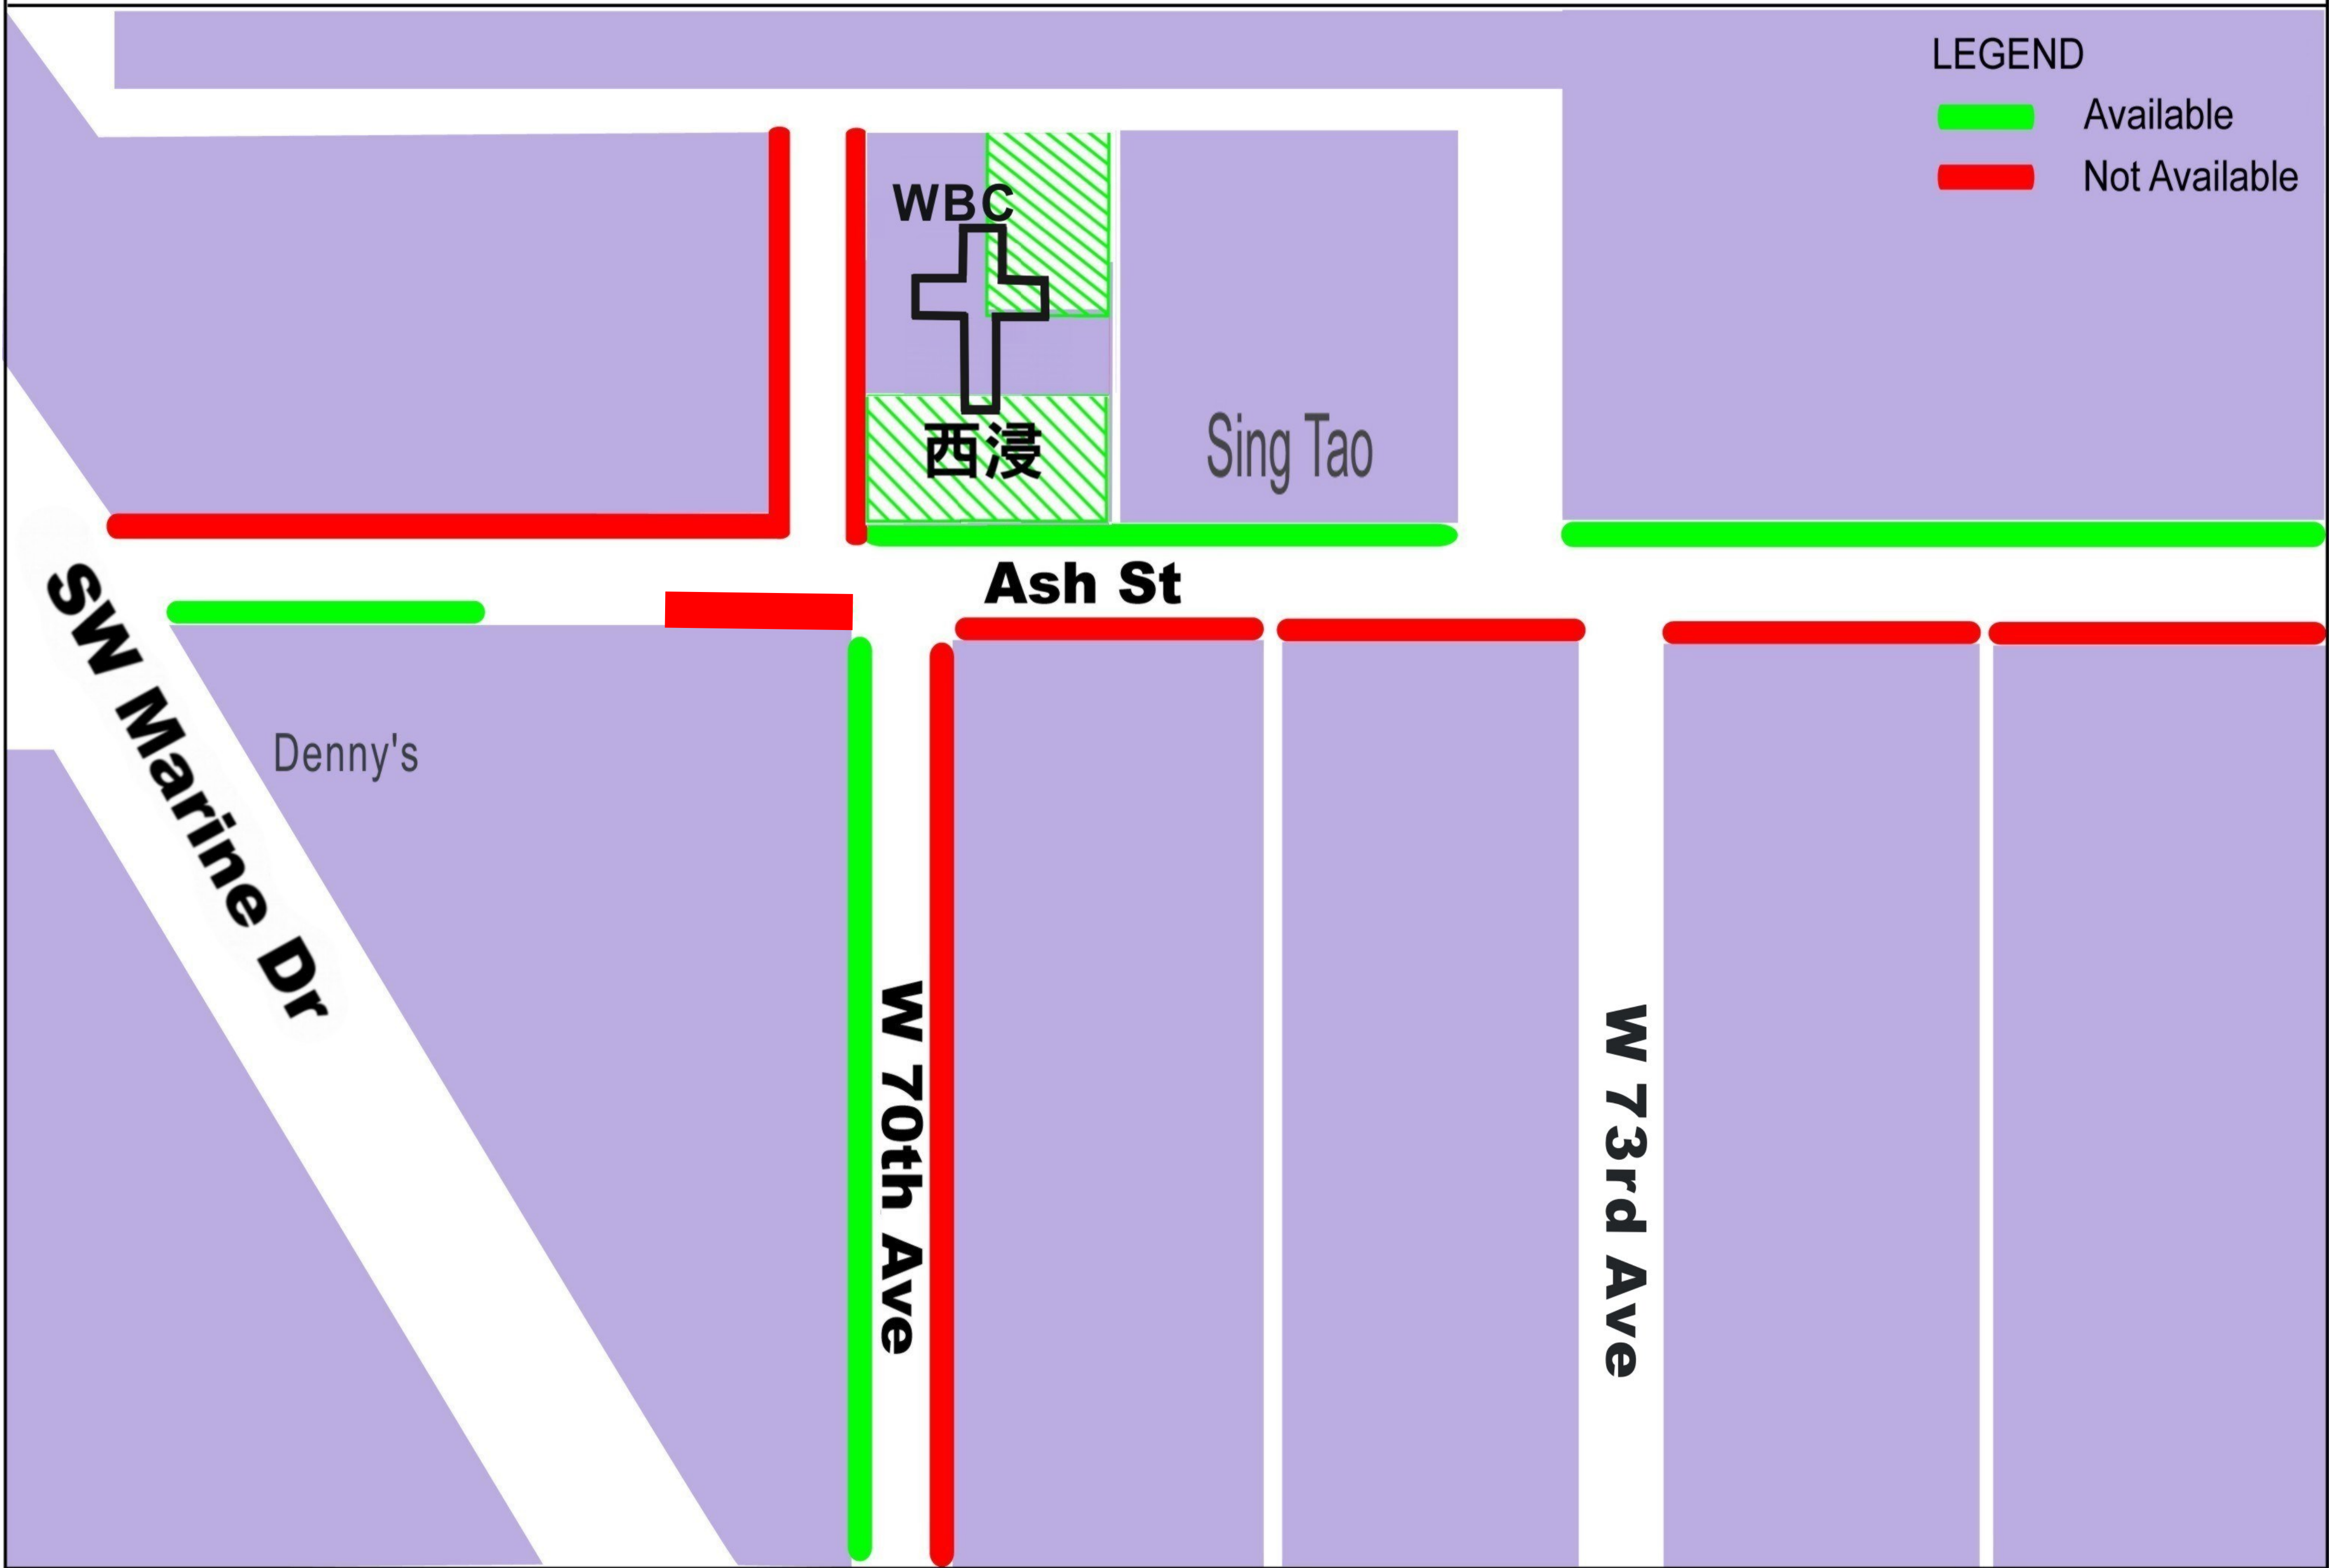 LEGEND
Available
Not Available
WBC
西浸
Sing Tao
Ash St
SW Marine Dr
Denny's
W 70th Ave
W 73rd Ave